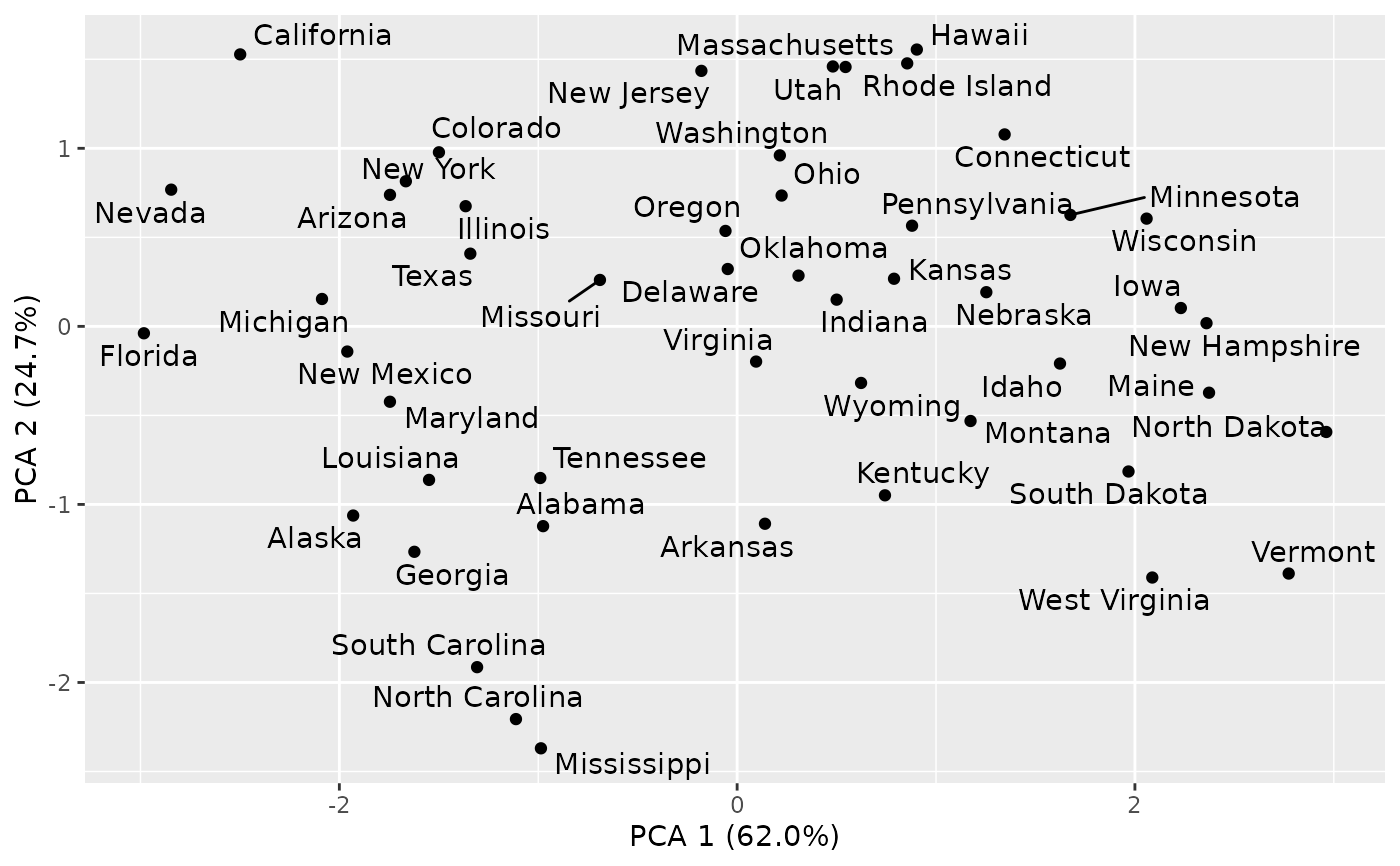 California
Hawaii
Massachusetts
New Jersey
Utah
Rhode Island
Colorado
Washington
Connecticut
New York
Ohio
Nevada
Arizona
Illinois
Oregon
Pennsylvania
Minnesota
Wisconsin
Texas
Oklahoma
Kansas
Delaware
Iowa
Michigan
Missouri
Indiana
Nebraska
Florida
Virginia
New Hampshire
New Mexico
Idaho
Maine
Maryland
Wyoming
Montana
North Dakota
Louisiana
Tennessee
Kentucky
South Dakota
Alabama
Alaska
Arkansas
Georgia
Vermont
West Virginia
South Carolina
North Carolina
Mississippi
1
0
-1
-2
-2
0
2
PCA 1 (62.0%)
PCA 2 (24.7%)